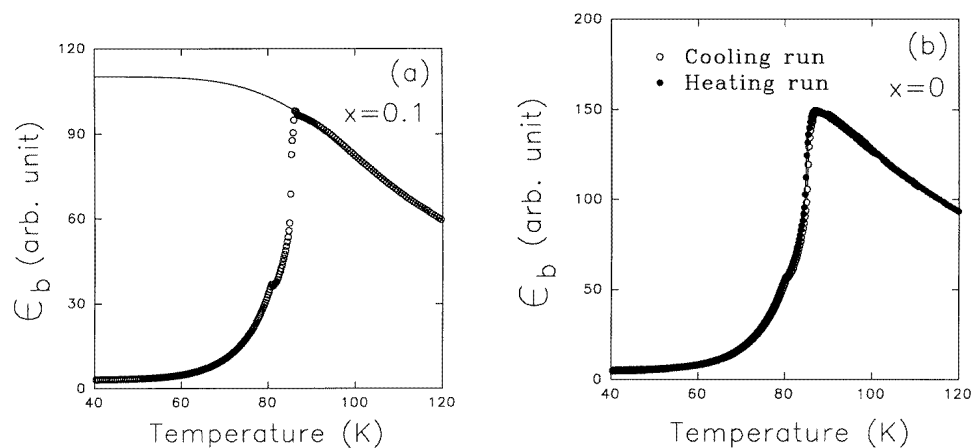 120
90
60
30
0
ϵ_b (arb. unit)
(a)
x=0.1
40 60 80 100 120
Temperature (K)
200
150
100
50
0
ϵ_b (arb. unit)
○ Cooling run
● Heating run
(b)
x=0
40 60 80 100 120
Temperature (K)